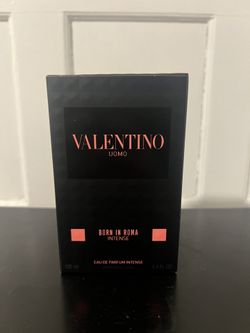 VALENTINO
UOMO
BORN IN ROMA
INTENSE
EAU DE PARFUM INTENSE